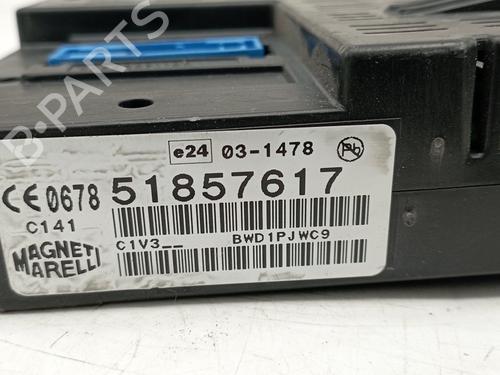 B-PARTS
e24 03-1478 Pb
CE 0678 51857617
C141
C1V3__ BWD1PJWC9
MAGNETI
MARELLI